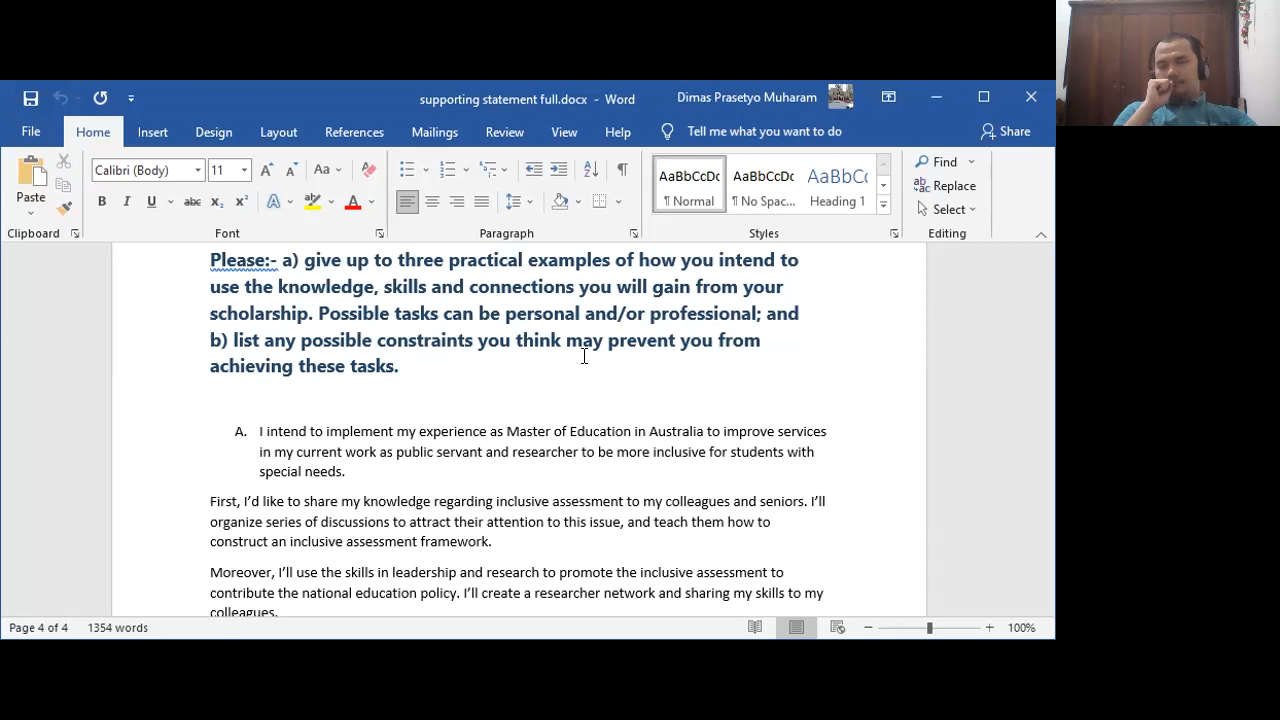 supporting statement full.docx - Word
Dimas Prasetyo Muharam
File Home Insert Design Layout References Mailings Review View Help Tell me what you want to do Share
Calibri (Body) 11 Aa
AaBbCcDc AaBbCcDc AaBbC
¶ Normal ¶ No Spac... Heading 1
Find
Replace
Select
Paste
B I U abc x₂ x² A A
Clipboard Font Paragraph Styles Editing
Please:- a) give up to three practical examples of how you intend to
use the knowledge, skills and connections you will gain from your
scholarship. Possible tasks can be personal and/or professional; and
b) list any possible constraints you think may prevent you from
achieving these tasks.
A. I intend to implement my experience as Master of Education in Australia to improve services
in my current work as public servant and researcher to be more inclusive for students with
special needs.
First, I’d like to share my knowledge regarding inclusive assessment to my colleagues and seniors. I’ll
organize series of discussions to attract their attention to this issue, and teach them how to
construct an inclusive assessment framework.
Moreover, I’ll use the skills in leadership and research to promote the inclusive assessment to
contribute the national education policy. I’ll create a researcher network and sharing my skills to my
colleagues.
Page 4 of 4 1354 words 100%